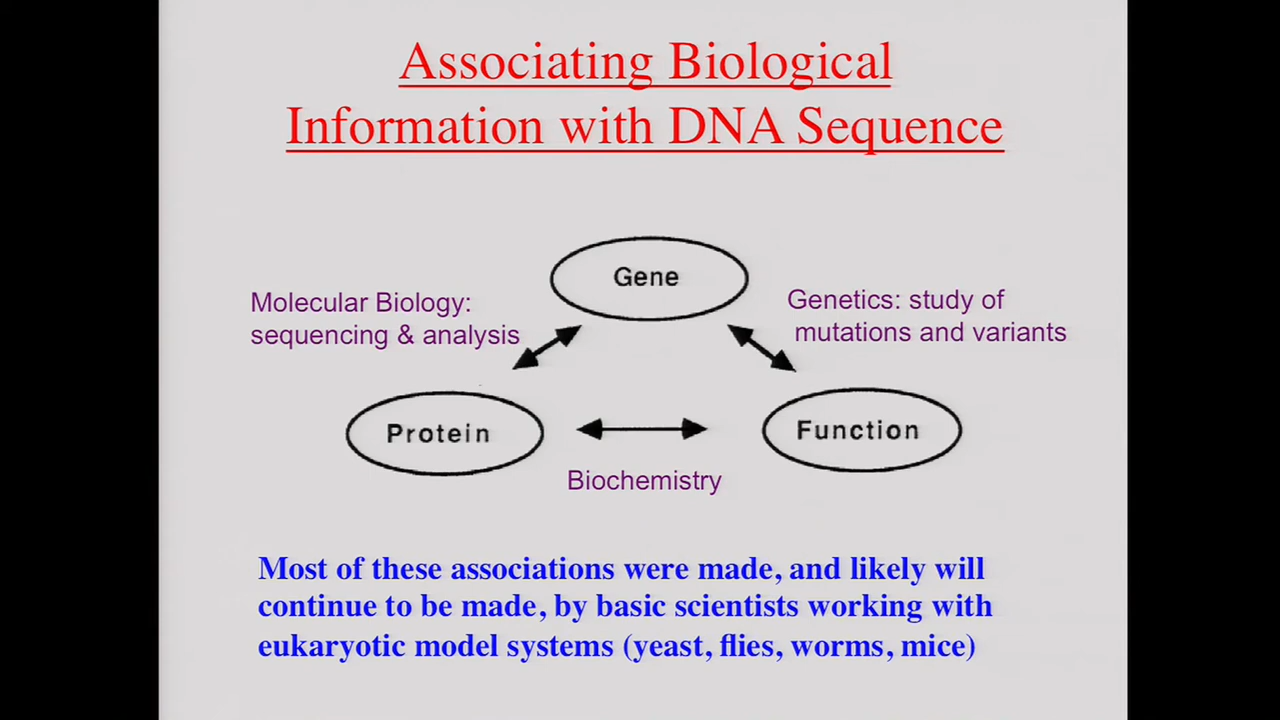 Associating Biological
Information with DNA Sequence
Gene
Molecular Biology:
sequencing & analysis
Genetics: study of
mutations and variants
Protein
Function
Biochemistry
Most of these associations were made, and likely will
continue to be made, by basic scientists working with
eukaryotic model systems (yeast, flies, worms, mice)